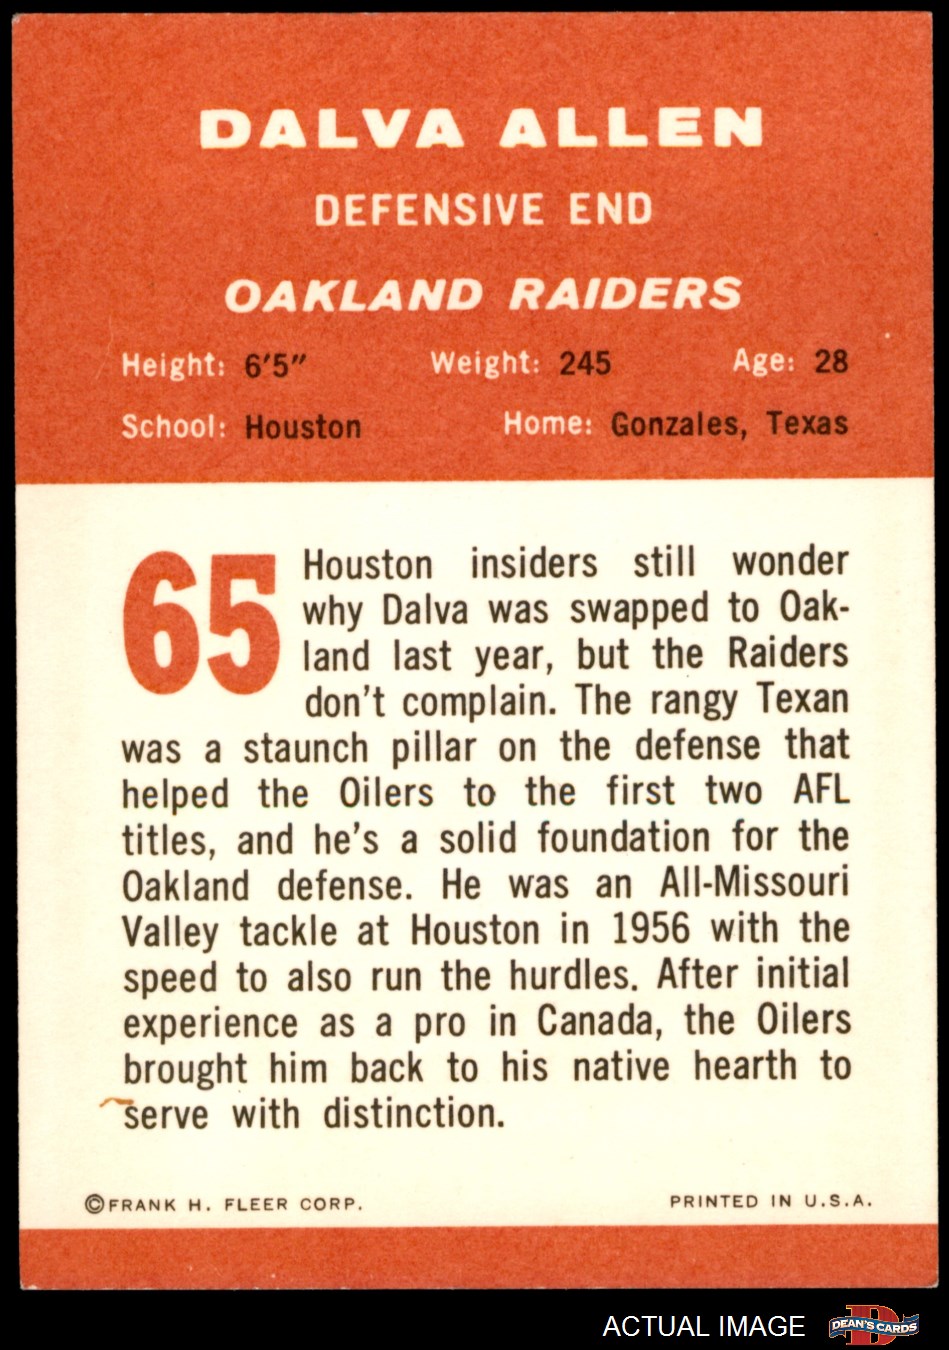 DALVA ALLEN
DEFENSIVE END
OAKLAND RAIDERS
Height: 6'5" Weight: 245 Age: 28
School: Houston Home: Gonzales, Texas
65
Houston insiders still wonder
why Dalva was swapped to Oak-
land last year, but the Raiders
don't complain. The rangy Texan
was a staunch pillar on the defense that
helped the Oilers to the first two AFL
titles, and he's a solid foundation for the
Oakland defense. He was an All-Missouri
Valley tackle at Houston in 1956 with the
speed to also run the hurdles. After initial
experience as a pro in Canada, the Oilers
brought him back to his native hearth to
serve with distinction.
©FRANK H. FLEER CORP. PRINTED IN U.S.A.
ACTUAL IMAGE D DEAN'S CARDS